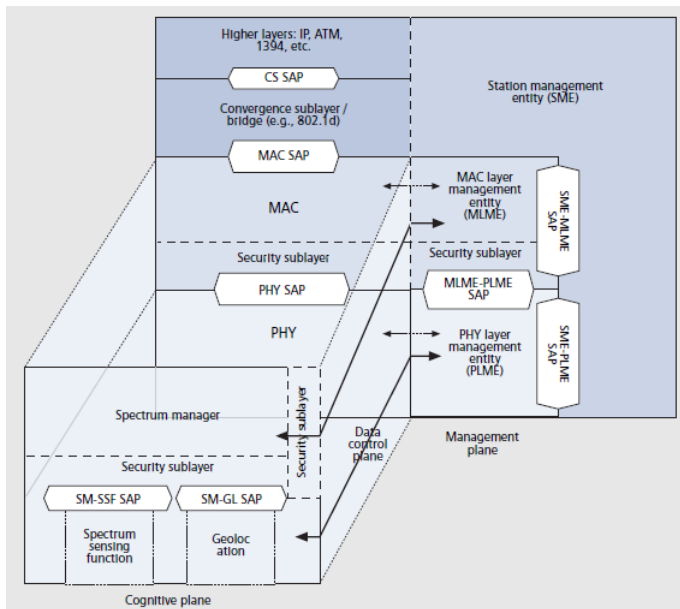 Higher layers: IP, ATM,
1394, etc.
CS SAP
Station management
entity (SME)
Convergence sublayer /
bridge (e.g., 802.1d)
MAC SAP
MAC
MAC layer
management
entity
(MLME)
SME-MLME
SAP
Security sublayer
Security sublayer
PHY SAP
MLME-PLME
SAP
PHY
PHY layer
management
entity
(PLME)
SME-PLME
SAP
Spectrum manager
Security sublayer
Data
control
plane
Management
plane
Security sublayer
SM-SSF SAP
SM-GL SAP
Spectrum
sensing
function
Geoloc
ation
Cognitive plane